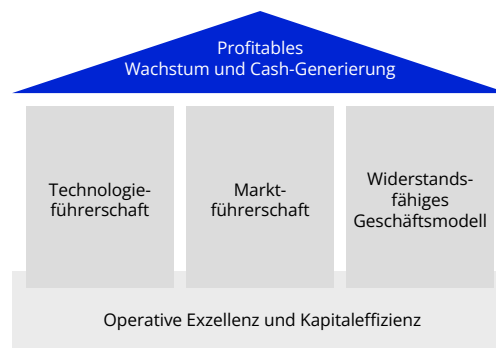 Profitables
Wachstum und Cash-Generierung
Technologie-
führerschaft
Markt-
führerschaft
Widerstands-
fähiges
Geschäftsmodell
Operative Exzellenz und Kapitaleffizienz